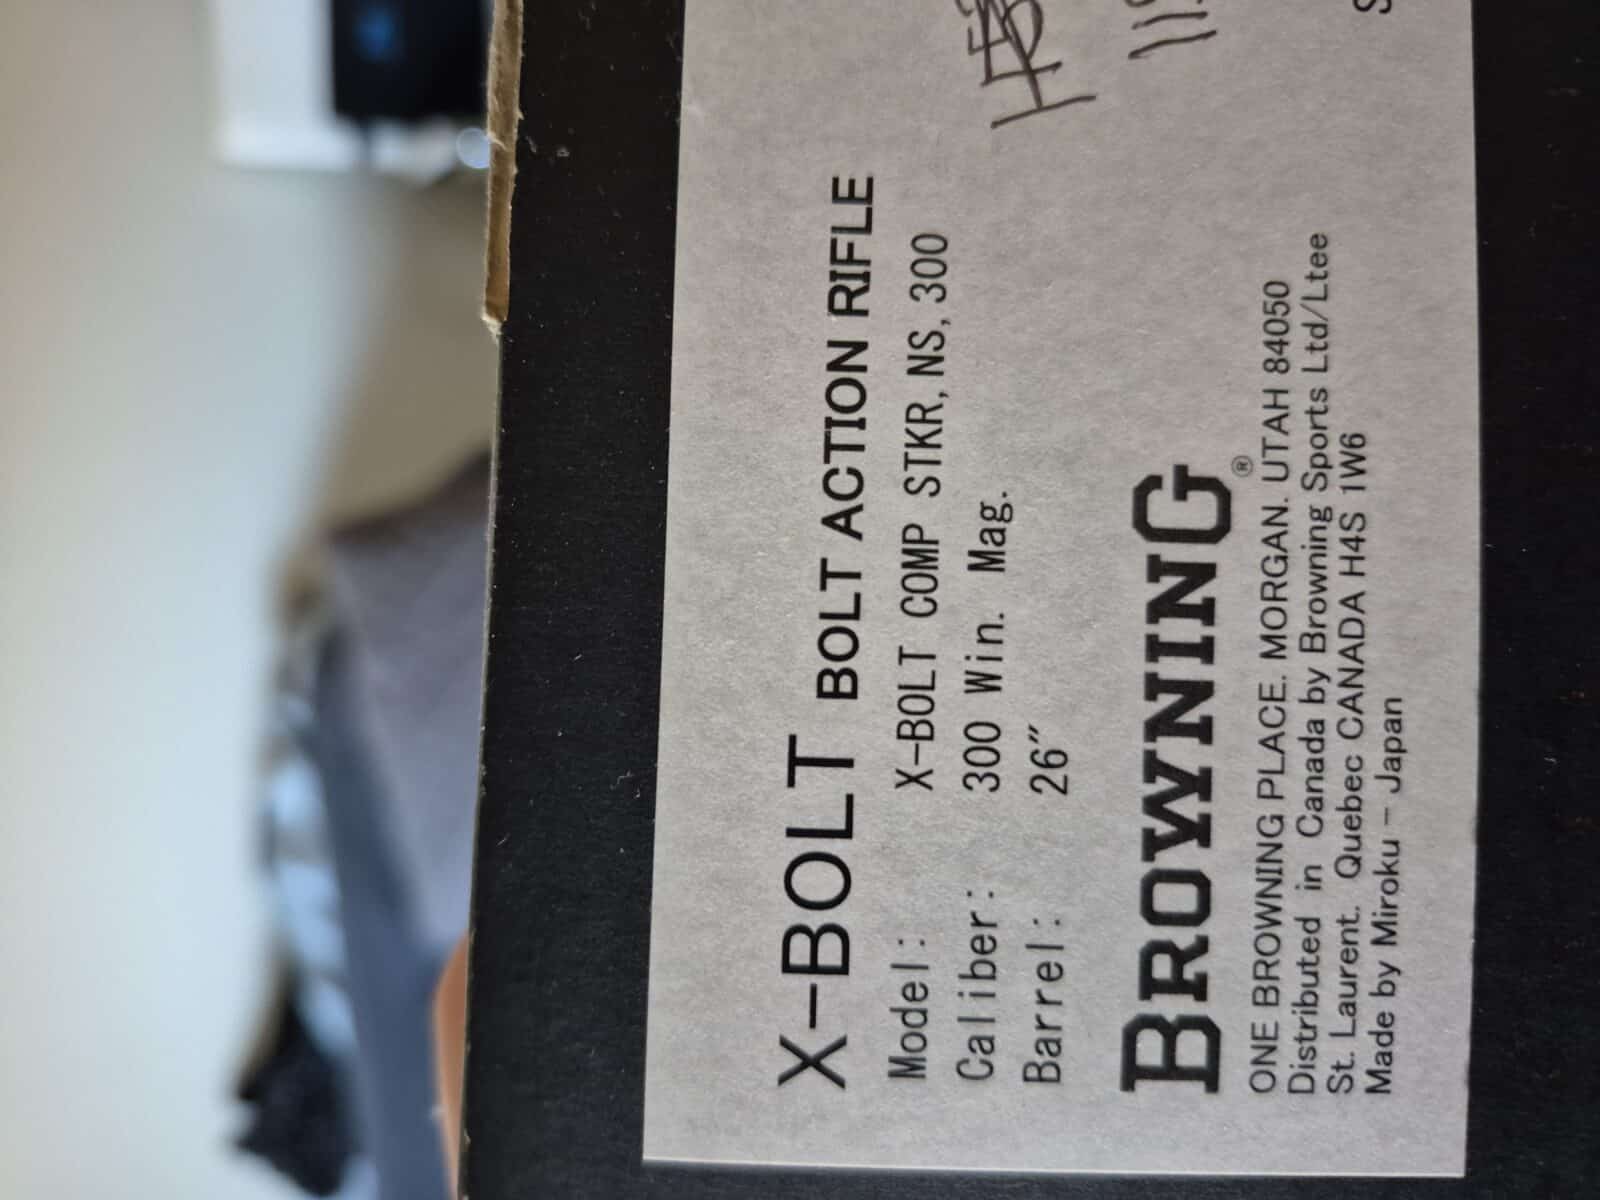 X-BOLT BOLT ACTION RIFLE
Model: X-BOLT COMP STKR, NS, 300
Caliber: 300 Win. Mag.
Barrel: 26”
BROWNING®
ONE BROWNING PLACE. MORGAN. UTAH 84050
Distributed in Canada by Browning Sports Ltd/Ltee
St. Laurent. Quebec CANADA H4S 1W6
Made by Miroku - Japan